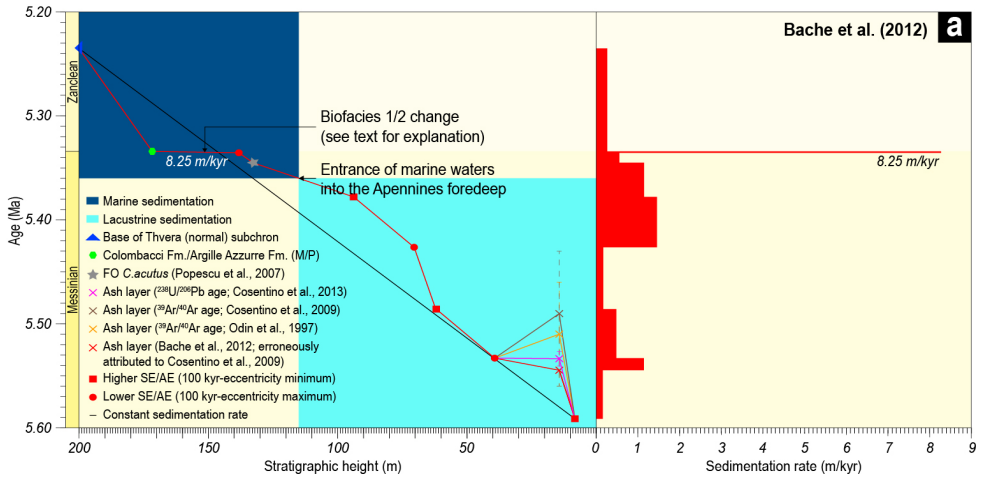 Bache et al. (2012)
a
5.20
5.30
5.40
5.50
5.60
Age (Ma)
Zanclean
Messinian
Biofacies 1/2 change
(see text for explanation)
8.25 m/kyr
8.25 m/kyr
Entrance of marine waters
into the Apennines foredeep
Marine sedimentation
Lacustrine sedimentation
Base of Thvera (normal) subchron
Colombacci Fm./Argille Azzurre Fm. (M/P)
FO C.acutus (Popescu et al., 2007)
Ash layer (²³⁸U/²⁰⁶Pb age; Cosentino et al., 2013)
Ash layer (³⁹Ar/⁴⁰Ar age; Cosentino et al., 2009)
Ash layer (³⁹Ar/⁴⁰Ar age; Odin et al., 1997)
Ash layer (Bache et al., 2012; erroneously
attributed to Cosentino et al., 2009)
Higher SE/AE (100 kyr-eccentricity minimum)
Lower SE/AE (100 kyr-eccentricity maximum)
Constant sedimentation rate
200 150 100 50 0 1 2 3 4 5 6 7 8 9
Stratigraphic height (m) Sedimentation rate (m/kyr)